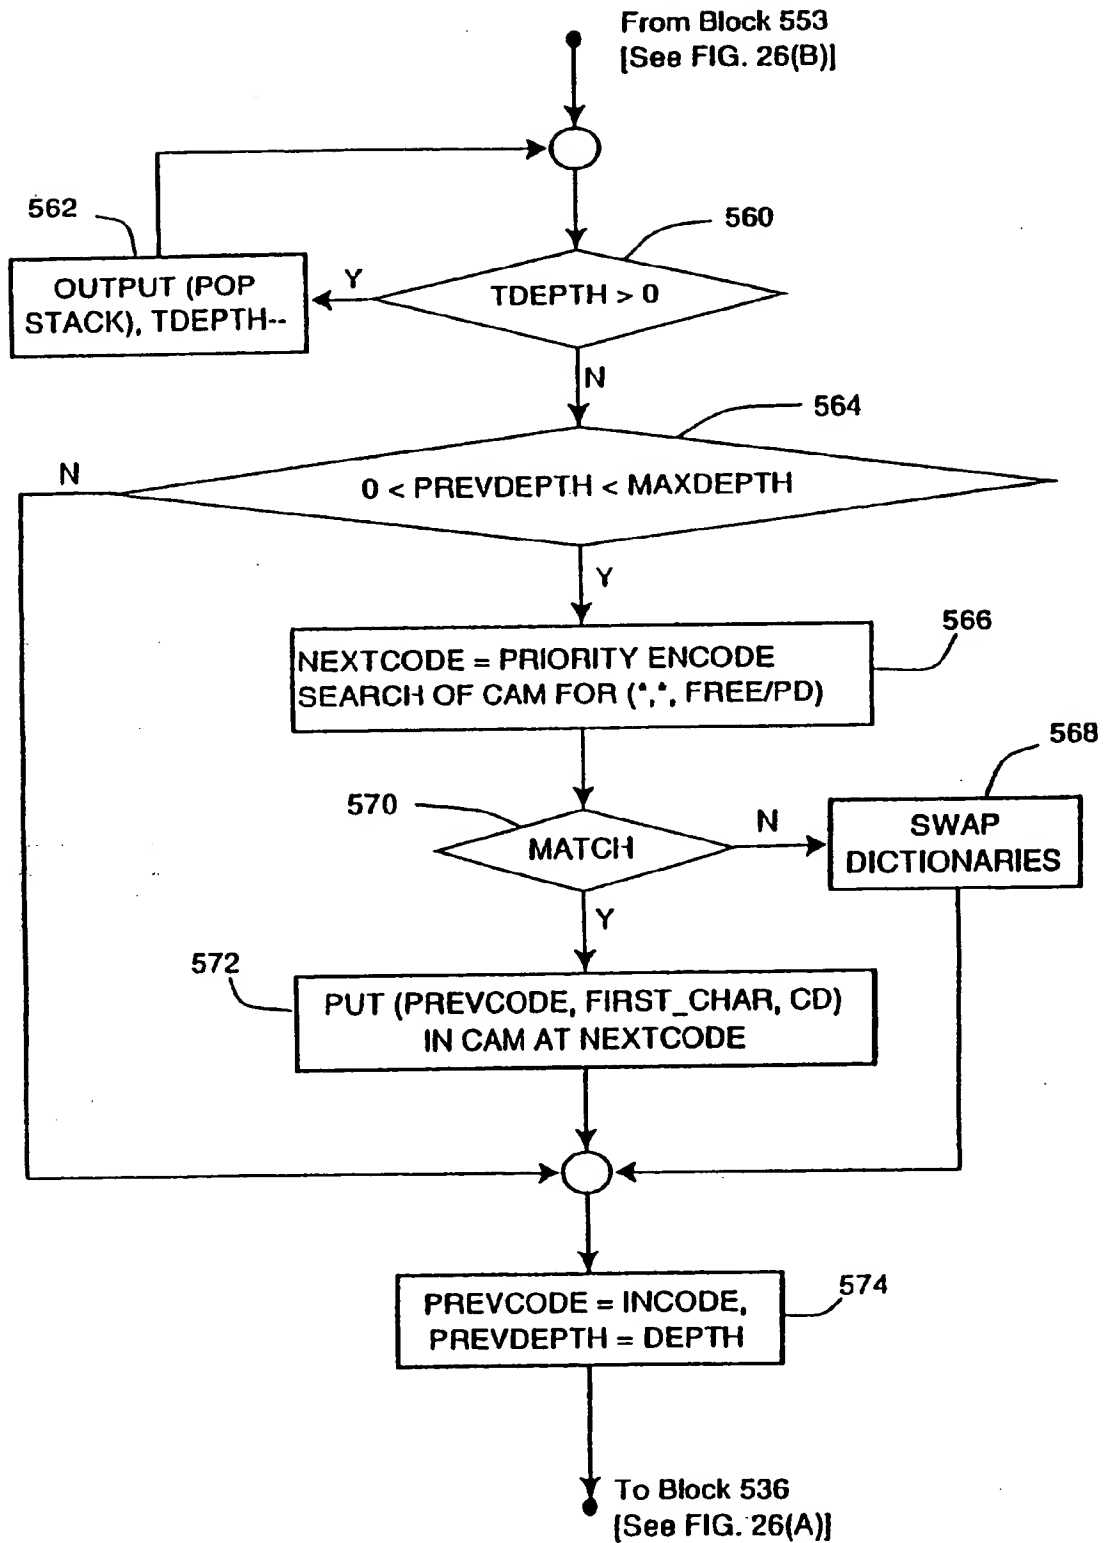 From Block 553
[See FIG. 26(B)]
562
560
OUTPUT (POP
STACK), TDEPTH--
Y
TDEPTH > 0
N
564
N
0 < PREVDEPTH < MAXDEPTH
Y
566
NEXTCODE = PRIORITY ENCODE
SEARCH OF CAM FOR (*,*, FREE/PD)
568
570
MATCH
N
SWAP
DICTIONARIES
Y
572
PUT (PREVCODE, FIRST_CHAR, CD)
IN CAM AT NEXTCODE
574
PREVCODE = INCODE,
PREVDEPTH = DEPTH
To Block 536
[See FIG. 26(A)]